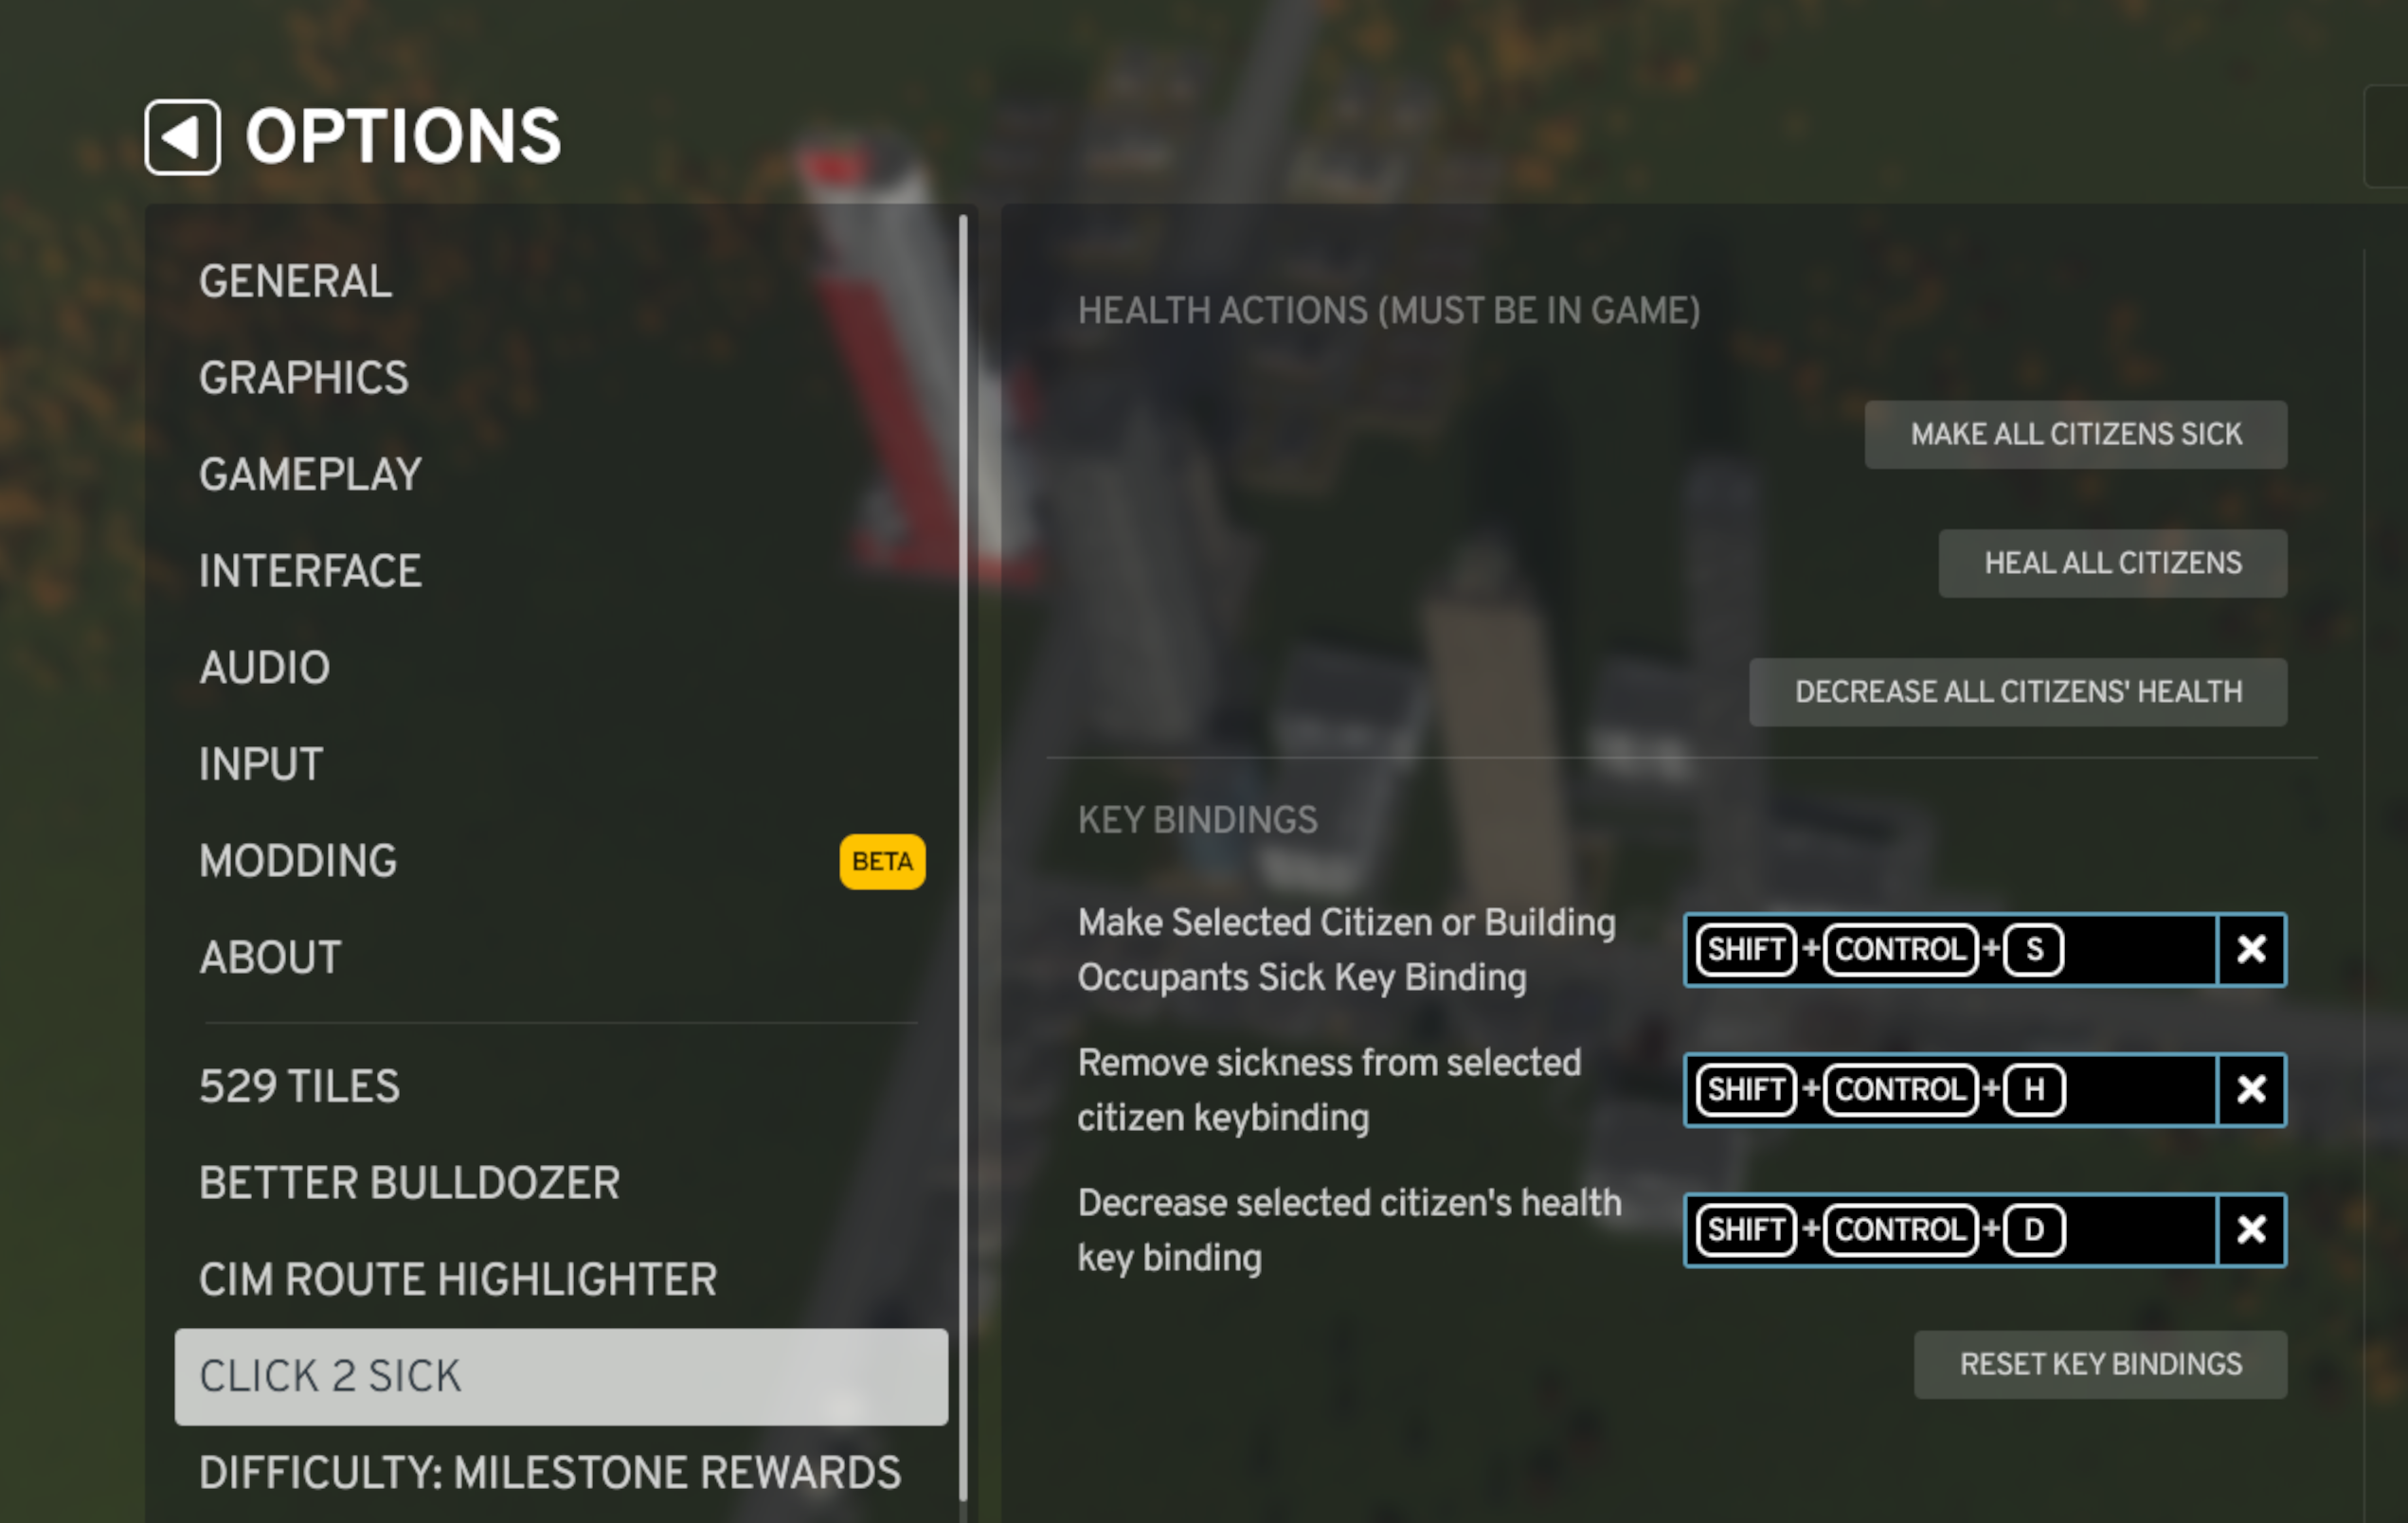 OPTIONS
GENERAL
GRAPHICS
GAMEPLAY
INTERFACE
AUDIO
INPUT
MODDING
BETA
ABOUT
529 TILES
BETTER BULLDOZER
CIM ROUTE HIGHLIGHTER
CLICK 2 SICK
DIFFICULTY: MILESTONE REWARDS
HEALTH ACTIONS (MUST BE IN GAME)
MAKE ALL CITIZENS SICK
HEAL ALL CITIZENS
DECREASE ALL CITIZENS' HEALTH
KEY BINDINGS
Make Selected Citizen or Building
Occupants Sick Key Binding
SHIFT + CONTROL + S
Remove sickness from selected
citizen keybinding
SHIFT + CONTROL + H
Decrease selected citizen's health
key binding
SHIFT + CONTROL + D
RESET KEY BINDINGS